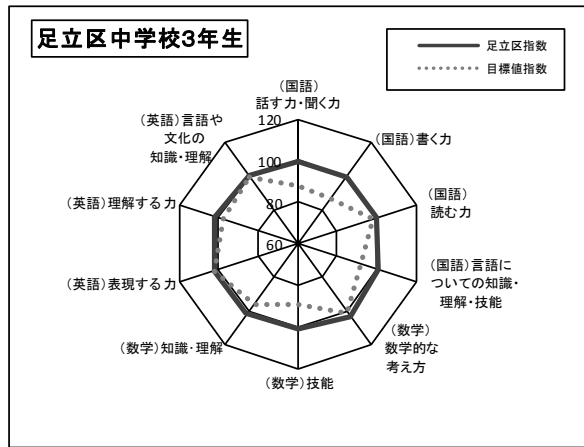 足立区中学校3年生
足立区指数
目標値指数
(国語)
話す力・聞く力
(国語)書く力
(国語)
読む力
(国語)言語に
ついての知識・
理解・技能
(数学)
数学的な
考え方
(数学)技能
(数学)知識・理解
(英語)表現する力
(英語)理解する力
(英語)言語や
文化の
知識・理解
120
100
80
60